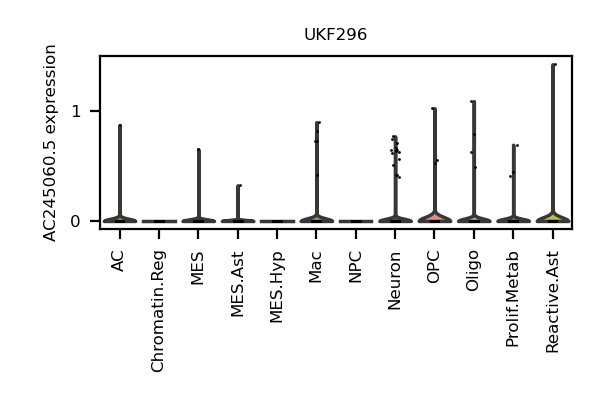 UKF296
AC245060.5 expression
1
0
AC
Chromatin.Reg
MES
MES.Ast
MES.Hyp
Mac
NPC
Neuron
OPC
Oligo
Prolif.Metab
Reactive.Ast